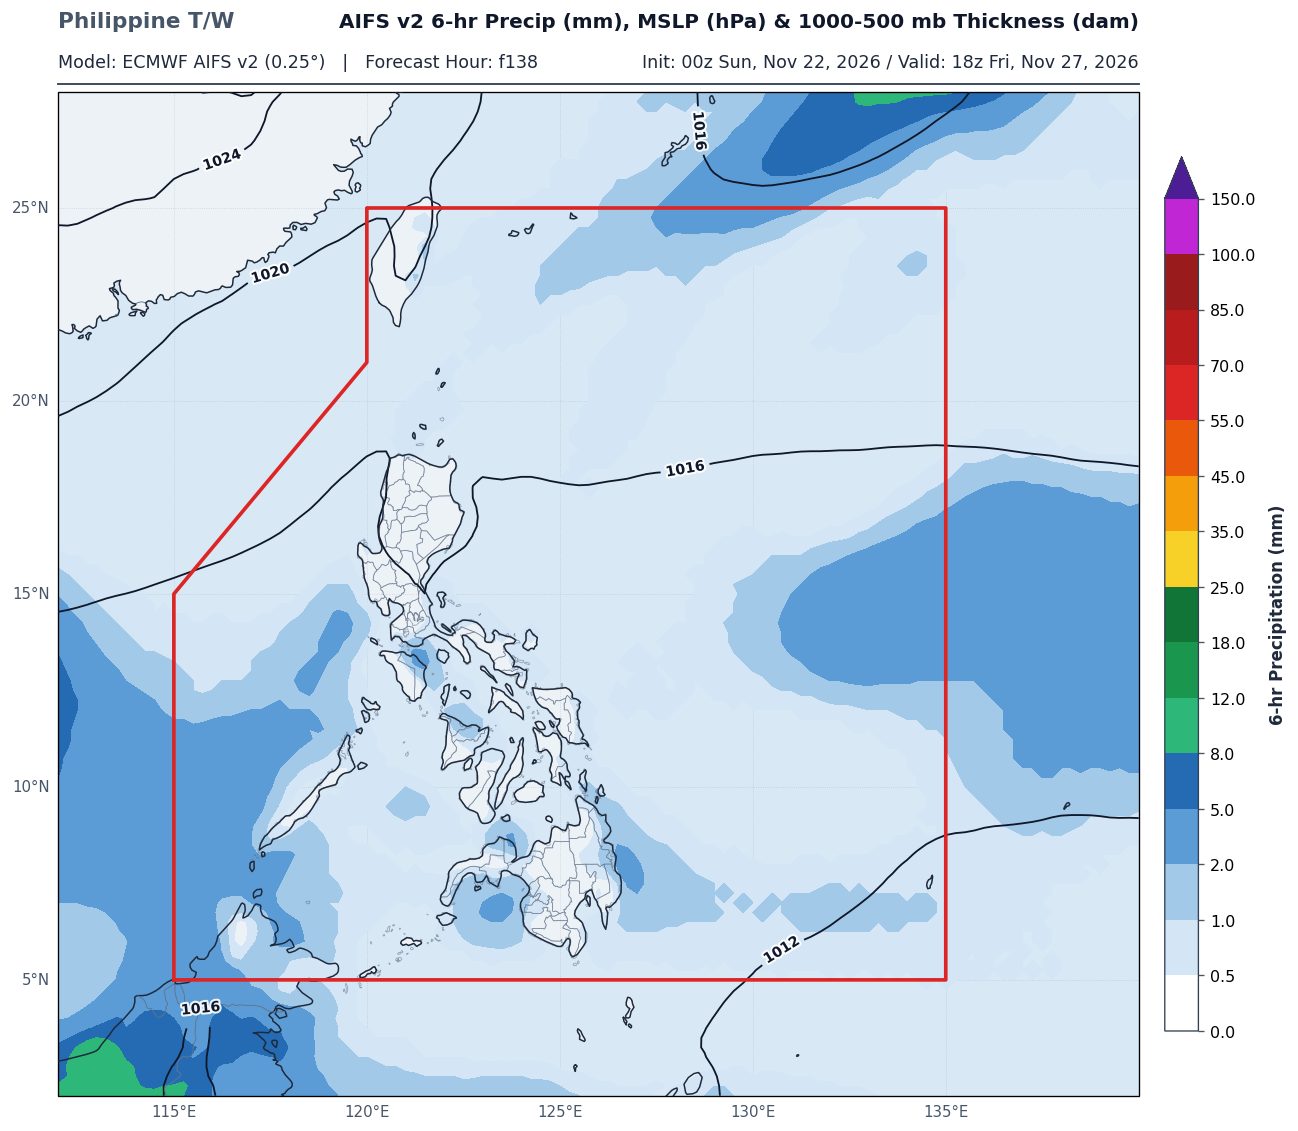 Philippine T/W
AIFS v2 6-hr Precip (mm), MSLP (hPa) & 1000-500 mb Thickness (dam)
Model: ECMWF AIFS v2 (0.25°) | Forecast Hour: f138
Init: 00z Sun, Nov 22, 2026 / Valid: 18z Fri, Nov 27, 2026
1016
1024
25°N
1020
20°N
1016
15°N
10°N
1012
5°N
1016
115°E
120°E
125°E
130°E
135°E
150.0
100.0
85.0
70.0
55.0
45.0
35.0
25.0
18.0
12.0
8.0
5.0
2.0
1.0
0.5
0.0
6-hr Precipitation (mm)